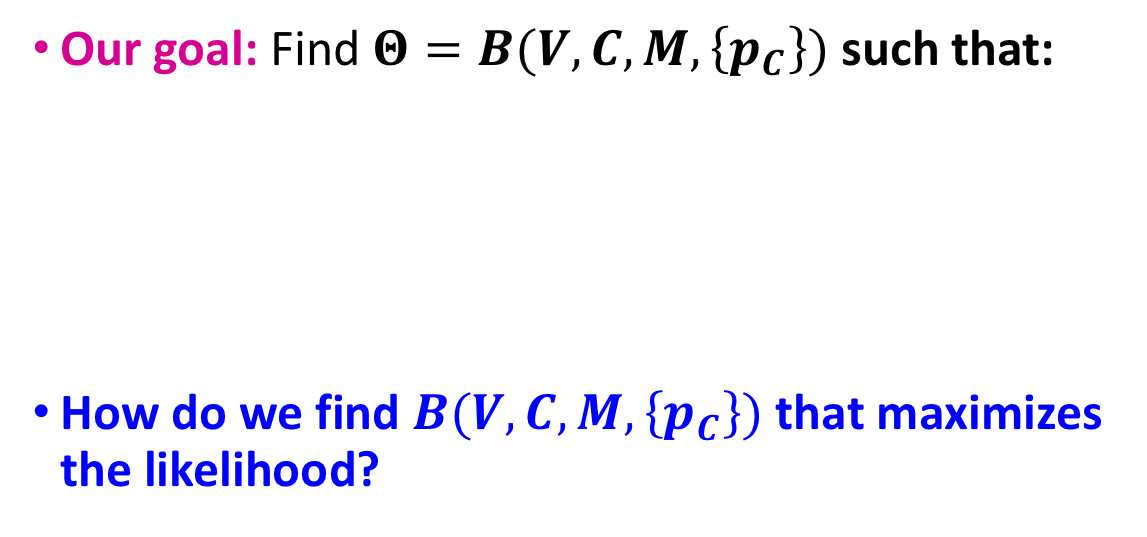 • Our goal: Find Θ = B(V, C, M, {p_C}) such that:
• How do we find B(V, C, M, {p_C}) that maximizes
the likelihood?